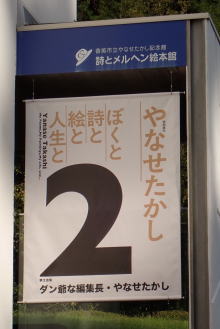 香美市立やなせたかし記念館
詩とメルヘン絵本館
やなせたかし
ぼくと
詩と
絵と
人生と
Yanase Takashi
2
ダン爺な編集長・やなせたかし